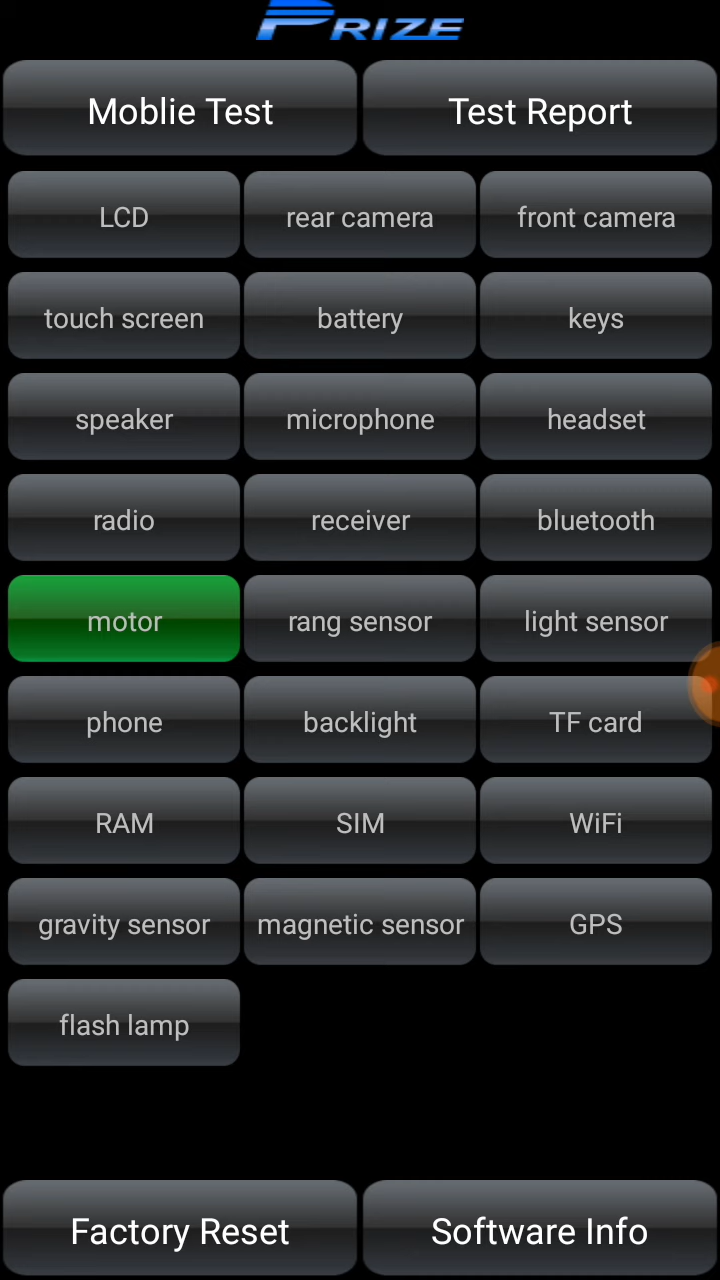 PRIZE
Moblie Test
Test Report
LCD
rear camera
front camera
touch screen
battery
keys
speaker
microphone
headset
radio
receiver
bluetooth
motor
rang sensor
light sensor
phone
backlight
TF card
RAM
SIM
WiFi
gravity sensor
magnetic sensor
GPS
flash lamp
Factory Reset
Software Info